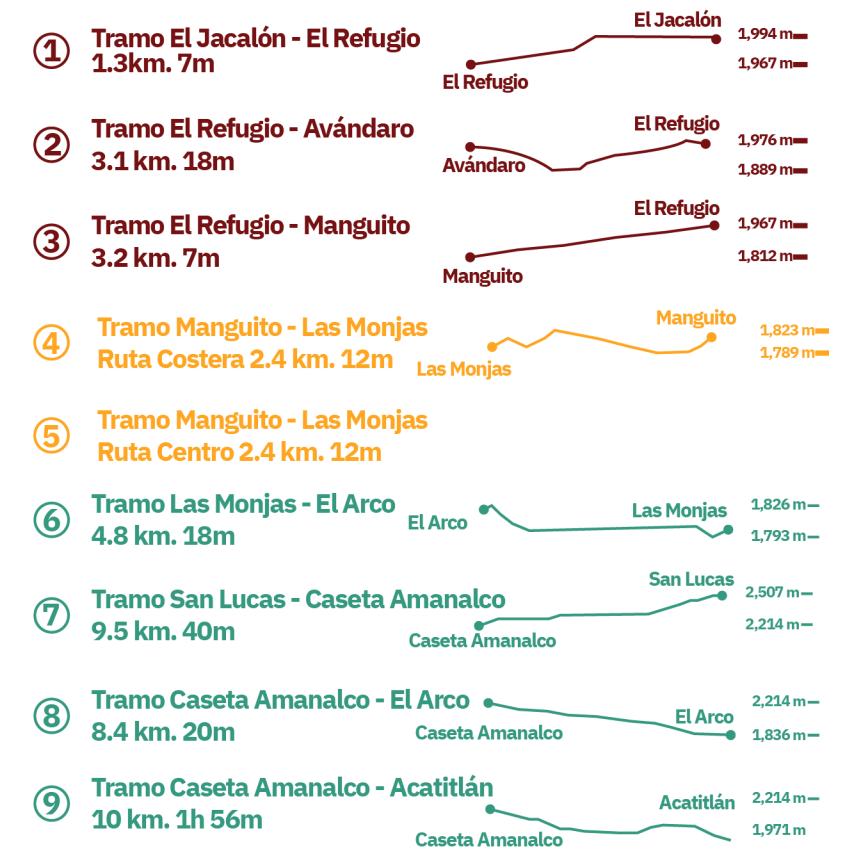 1
Tramo El Jacalón - El Refugio
1.3km. 7m
El Jacalón
El Refugio
1,994 m
1,967 m
2
Tramo El Refugio - Avándaro
3.1 km. 18m
El Refugio
Avándaro
1,976 m
1,889 m
3
Tramo El Refugio - Manguito
3.2 km. 7m
El Refugio
Manguito
1,967 m
1,812 m
4
Tramo Manguito - Las Monjas
Ruta Costera 2.4 km. 12m
Manguito
Las Monjas
1,823 m
1,789 m
5
Tramo Manguito - Las Monjas
Ruta Centro 2.4 km. 12m
6
Tramo Las Monjas - El Arco
4.8 km. 18m
El Arco
Las Monjas
1,826 m
1,793 m
7
Tramo San Lucas - Caseta Amanalco
9.5 km. 40m
San Lucas
Caseta Amanalco
2,507 m
2,214 m
8
Tramo Caseta Amanalco - El Arco
8.4 km. 20m
El Arco
Caseta Amanalco
2,214 m
1,836 m
9
Tramo Caseta Amanalco - Acatitlán
10 km. 1h 56m
Acatitlán
Caseta Amanalco
2,214 m
1,971 m